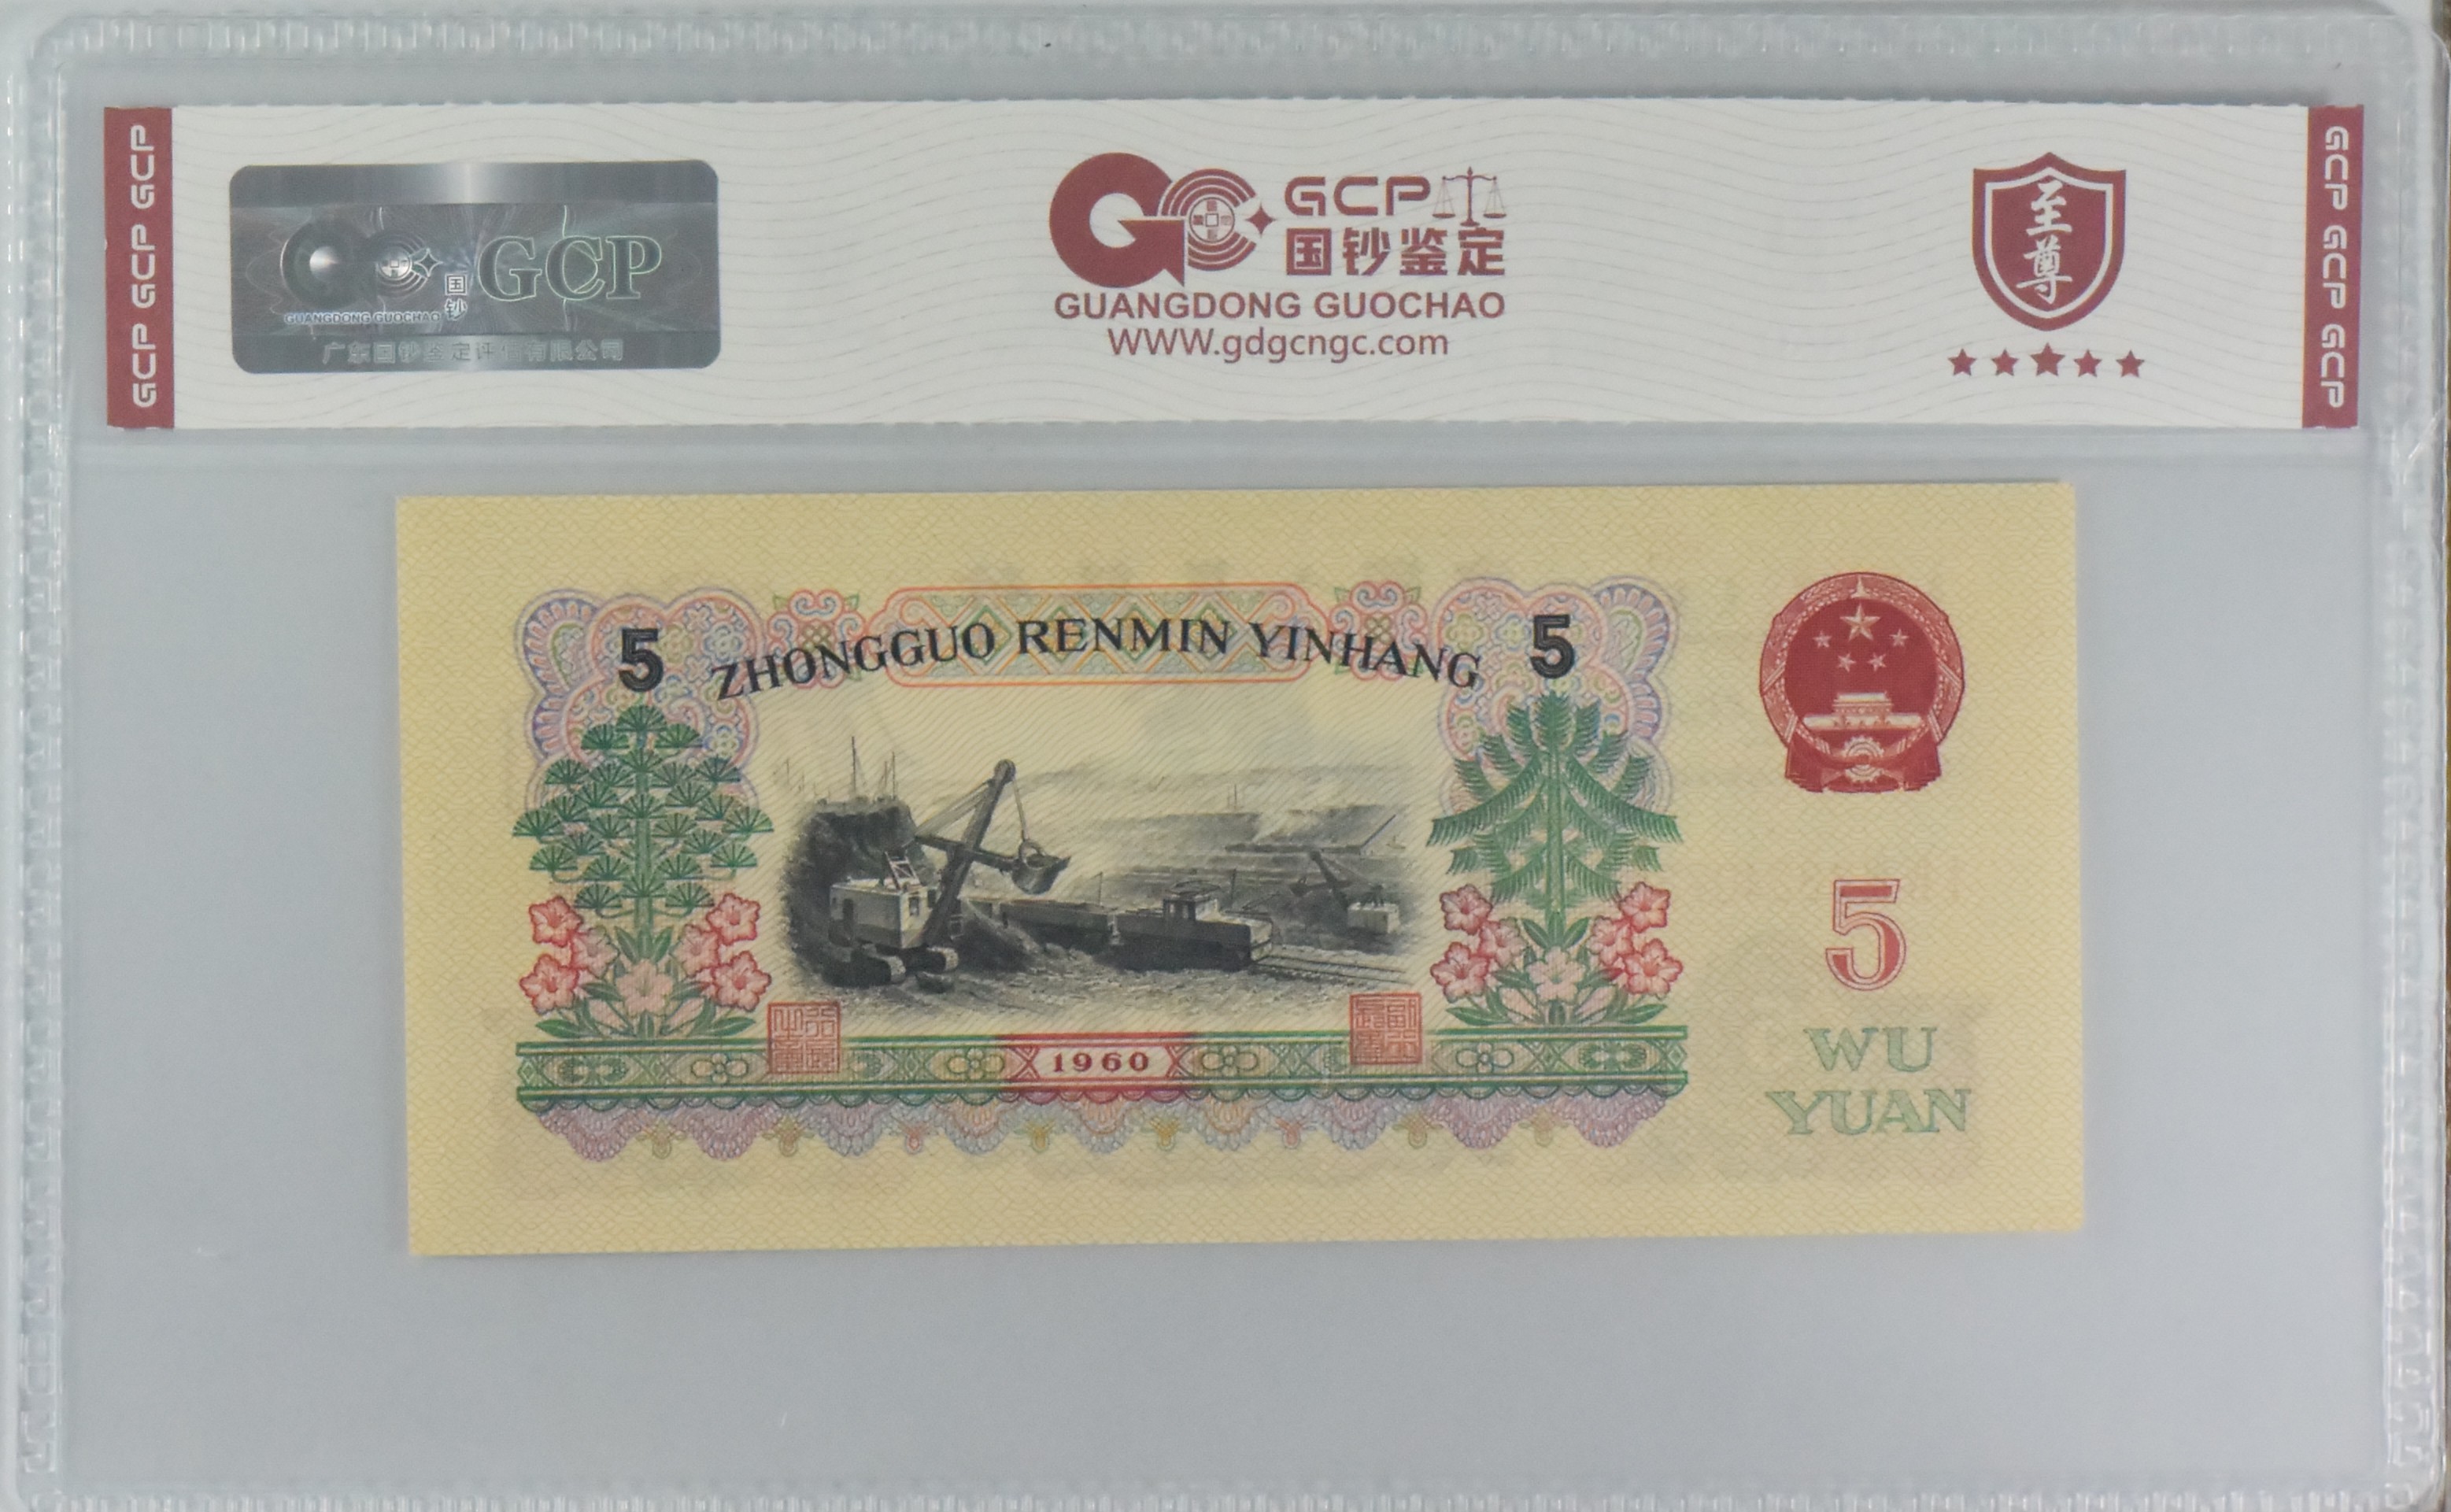 GCP GCP GCP
GCP
国钞
GUANGDONG GUOCHAO
广东国钞鉴定评估有限公司
GCP
国钞鉴定
GUANGDONG GUOCHAO
WWW.gdgcngc.com
至尊
GCP GCP GCP
5 ZHONGGUO RENMIN YINHANG 5
5
WU
YUAN
1960